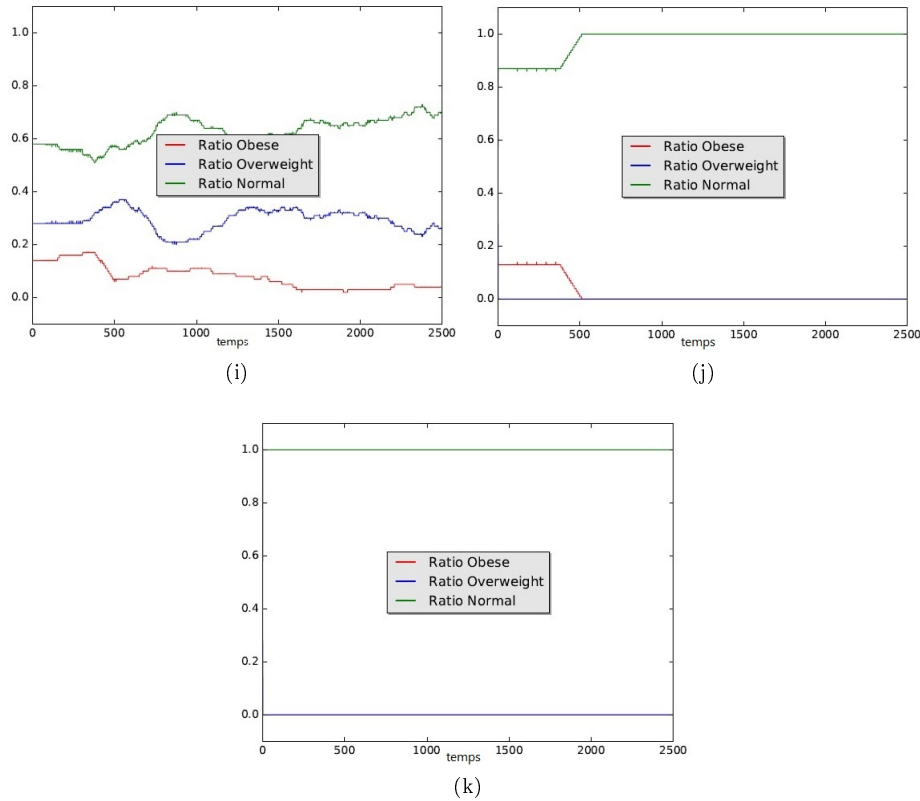 1.0
0.8
0.6
0.4
0.2
0.0
Ratio Obese
Ratio Overweight
Ratio Normal
0 500 1000 1500 2000 2500
temps
(i)
1.0
0.8
0.6
0.4
0.2
0.0
Ratio Obese
Ratio Overweight
Ratio Normal
0 500 1000 1500 2000 2500
temps
(j)
1.0
0.8
0.6
0.4
0.2
0.0
Ratio Obese
Ratio Overweight
Ratio Normal
0 500 1000 1500 2000 2500
temps
(k)